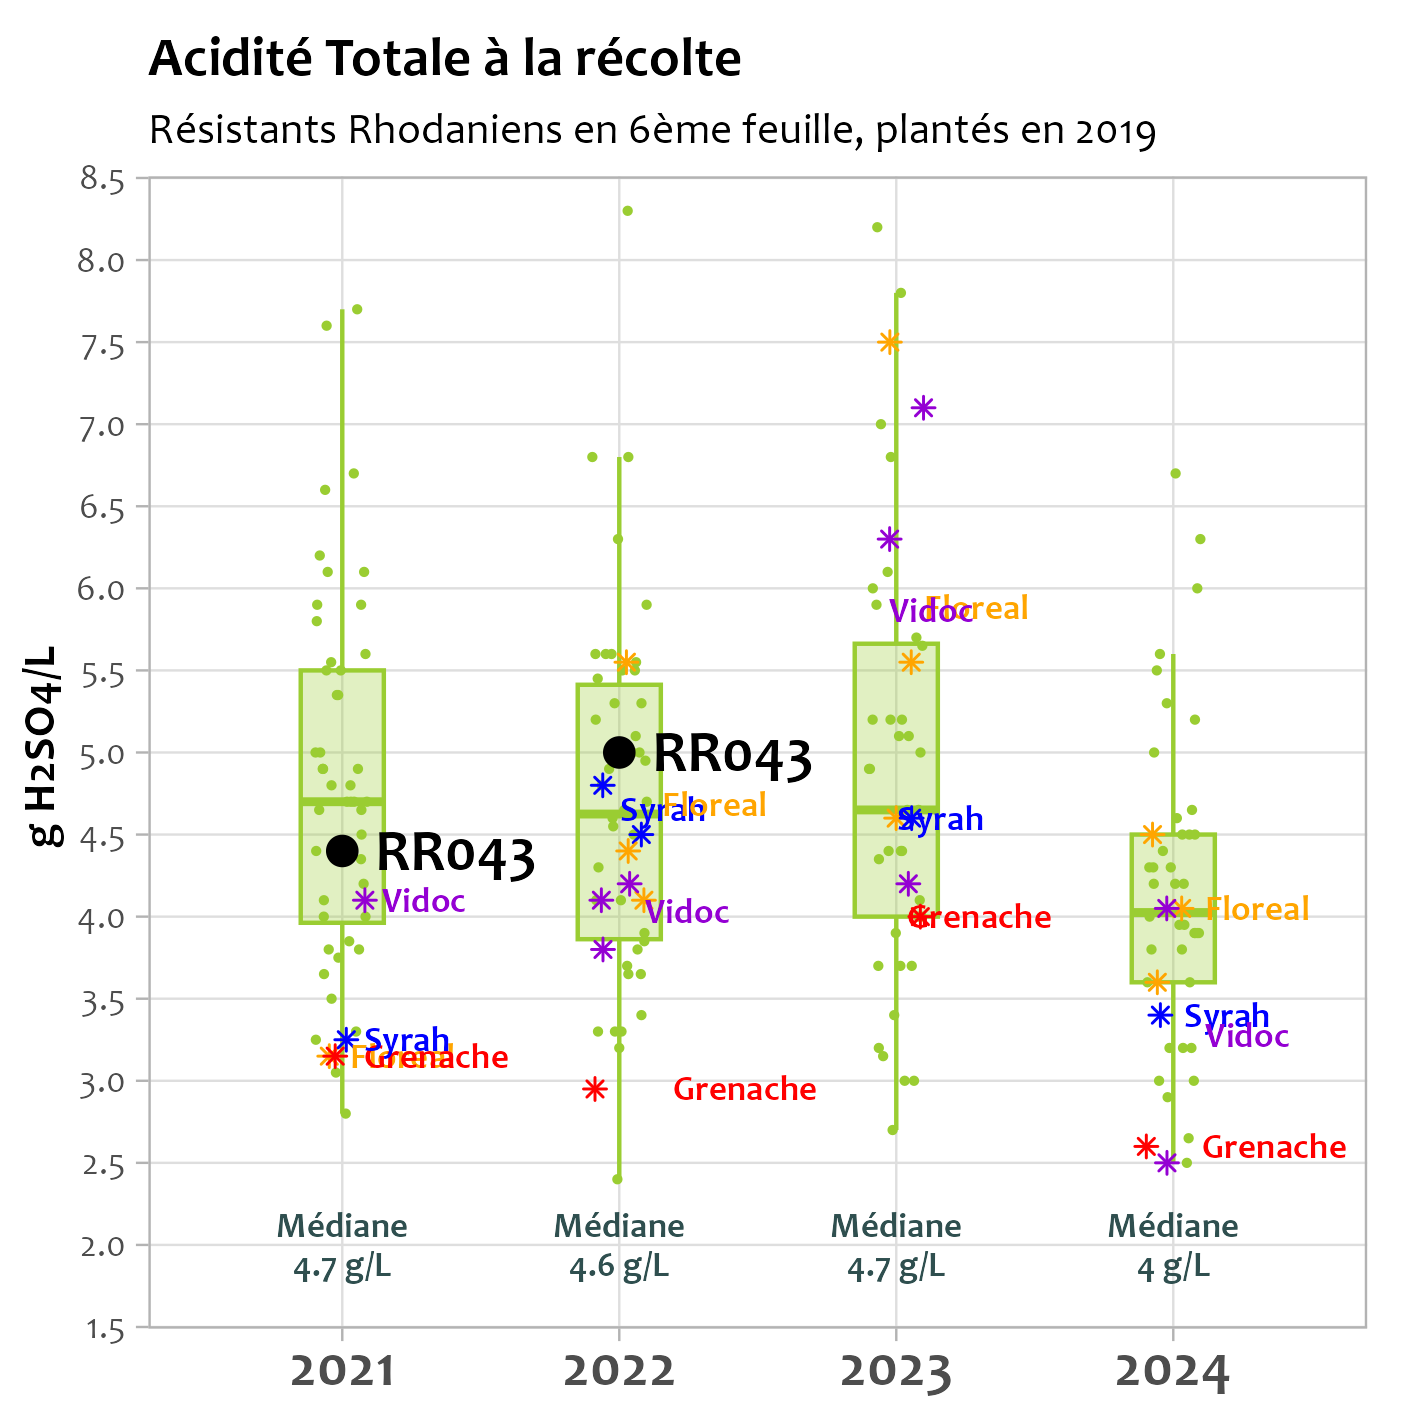 Acidité Totale à la récolte
Résistants Rhodaniens en 6ème feuille, plantés en 2019
g H2SO4/L
8.5
8.0
7.5
7.0
6.5
6.0
5.5
5.0
4.5
4.0
3.5
3.0
2.5
2.0
1.5
RR043
Vidoc
Syrah
Floreal
Grenache
RR043
Syrah
Floreal
Vidoc
Grenache
Vidoc
Floreal
Syrah
Grenache
Floreal
Syrah
Vidoc
Grenache
Médiane
4.7 g/L
Médiane
4.6 g/L
Médiane
4.7 g/L
Médiane
4 g/L
2021
2022
2023
2024